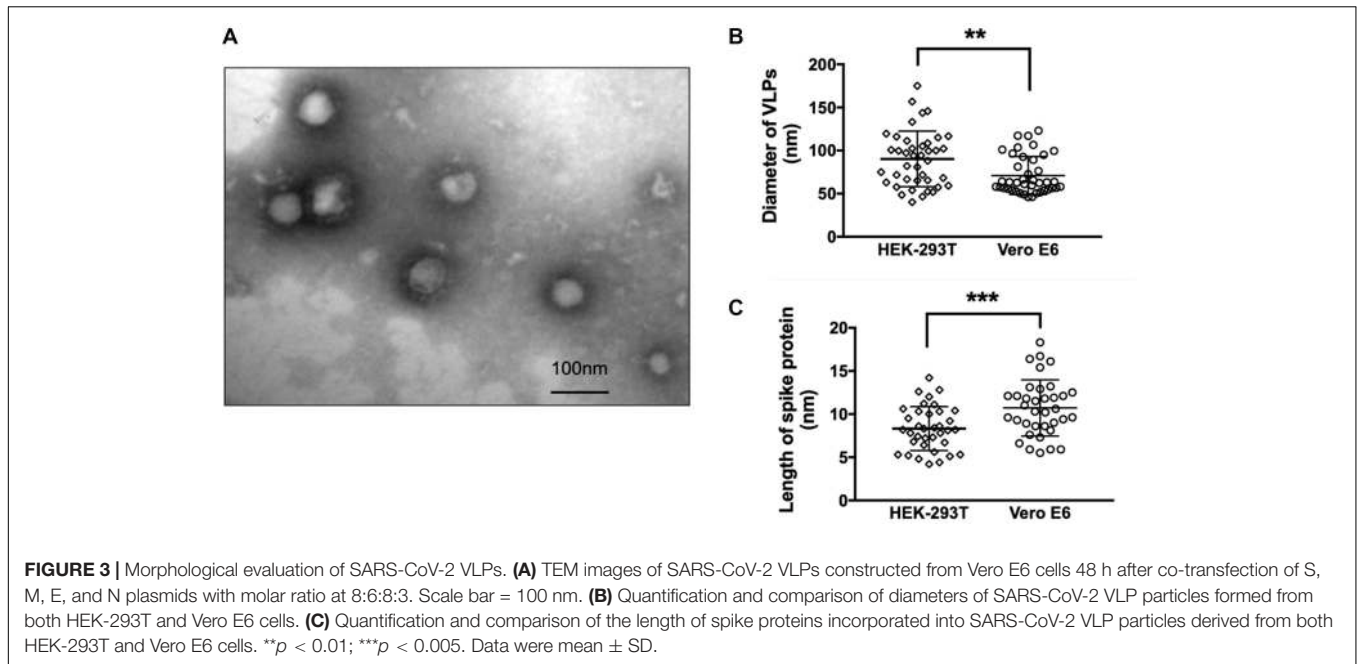 A
100nm
B
**
Diameter of VLPs
(nm)
200
150
100
50
0
HEK-293T Vero E6
C
***
Length of spike protein
(nm)
20
15
10
5
0
HEK-293T Vero E6
FIGURE 3 | Morphological evaluation of SARS-CoV-2 VLPs. (A) TEM images of SARS-CoV-2 VLPs constructed from Vero E6 cells 48 h after co-transfection of S,
M, E, and N plasmids with molar ratio at 8:6:8:3. Scale bar = 100 nm. (B) Quantification and comparison of diameters of SARS-CoV-2 VLP particles formed from
both HEK-293T and Vero E6 cells. (C) Quantification and comparison of the length of spike proteins incorporated into SARS-CoV-2 VLP particles derived from both
HEK-293T and Vero E6 cells. **p < 0.01; ***p < 0.005. Data were mean ± SD.